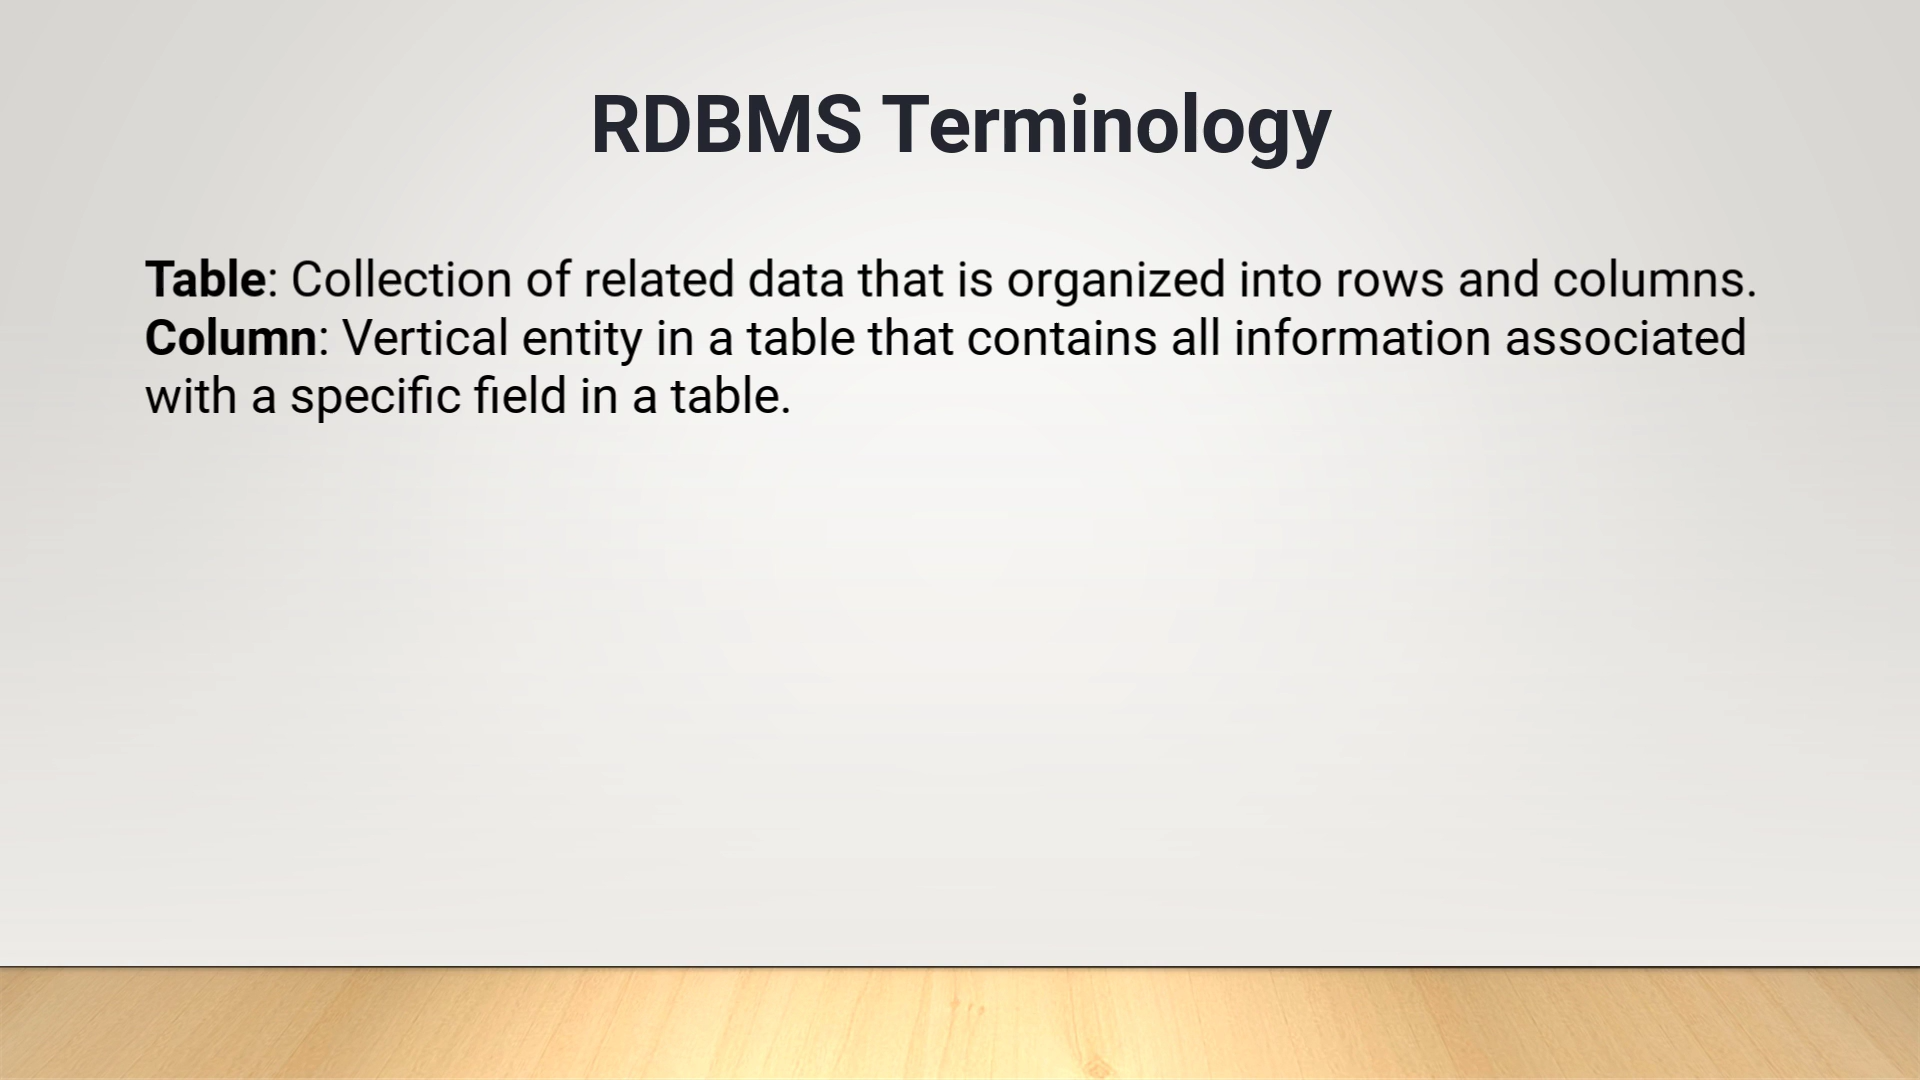 RDBMS Terminology
Table: Collection of related data that is organized into rows and columns.
Column: Vertical entity in a table that contains all information associated
with a specific field in a table.